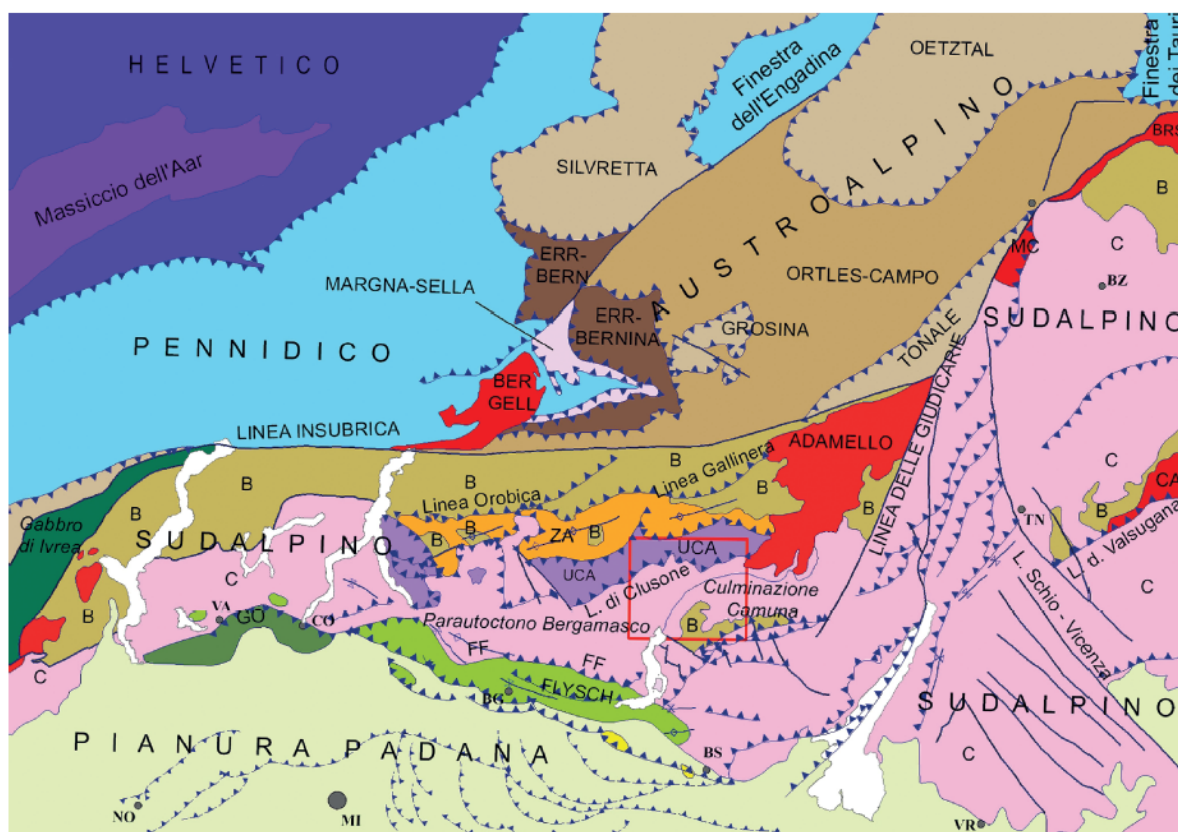 HELVETICO
Massiccio dell'Aar
OETZTAL
Finestra
dell'Engadina
Finestra
dei Tauri
SILVRETTA
AUSTROALPINO
BRS
B
C
MC
BZ
ERR-
BERN
MARGNA-SELLA
ERR-
BERNINA
ORTLES-CAMPO
GROSINA
TONALE
SUDALPINO
PENNIDICO
BER
GELL
LINEA INSUBRICA
ADAMELLO
LINEA DELLE GIUDICARIE
B
B
B
Linea Gallinera
B
B
Linea Orobica
C
CA
B
Gabbro
di Ivrea
B
SUDALPINO
B
B
ZA
B
TN
L. d. Valsugana
UCA
UCA
L. di Clusone
Culminazione
Camuna
C
C
L. Schio - Vicenza
B
VA
GO
CO
Parautoctono Bergamasco
B
FF
FF
C
FLYSCH
BG
SUDALPINO
PIANURA PADANA
BS
C
NO
MI
VR